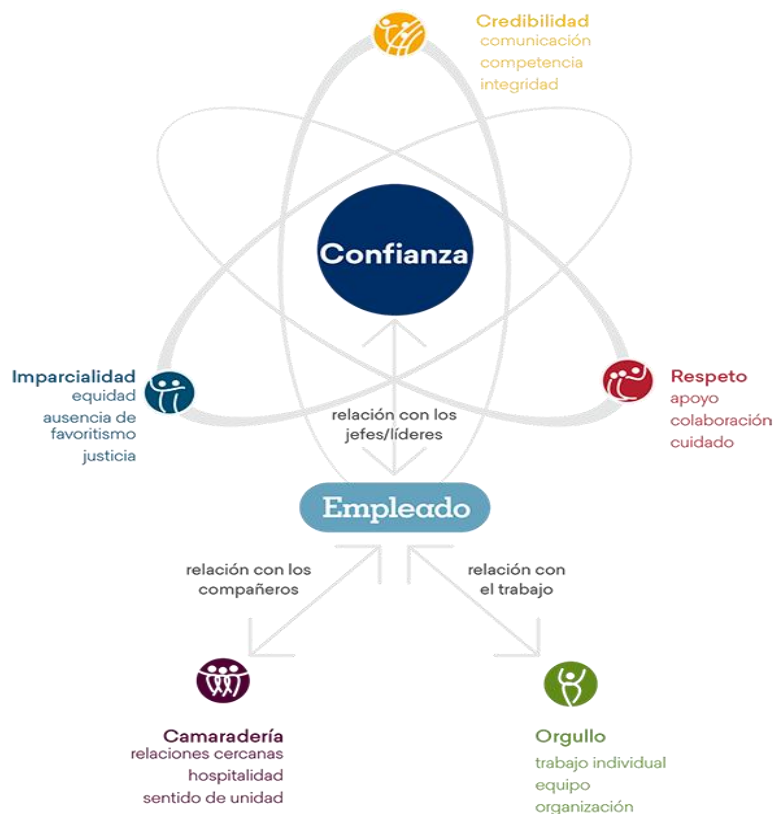 Credibilidad
comunicación
competencia
integridad
Confianza
Imparcialidad
equidad
ausencia de
favoritismo
justicia
relación con los
jefes/líderes
Respeto
apoyo
colaboración
cuidado
Empleado
relación con los
compañeros
relación con
el trabajo
Camaradería
relaciones cercanas
hospitalidad
sentido de unidad
Orgullo
trabajo individual
equipo
organización